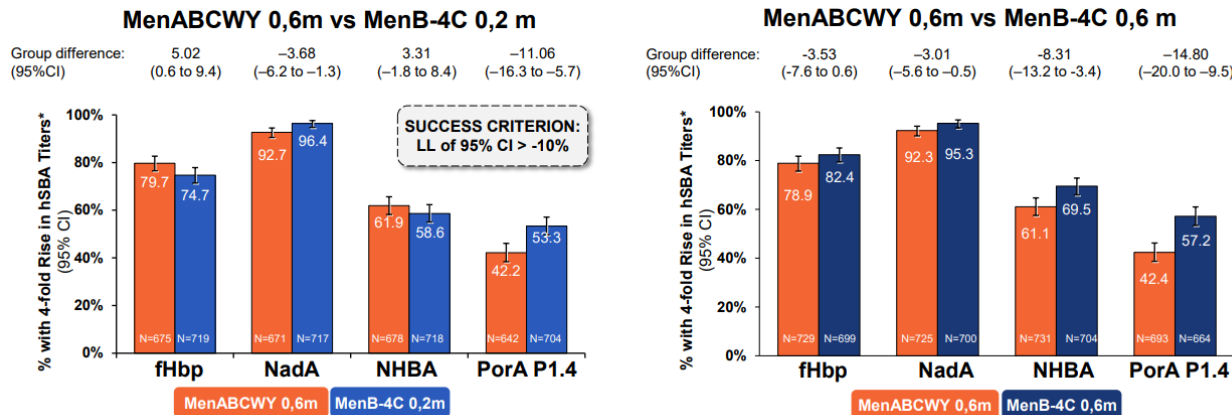 MenABCWY 0,6m vs MenB-4C 0,2 m
Group difference: 5.02 –3.68 3.31 –11.06
(95%CI) (0.6 to 9.4) (–6.2 to –1.3) (–1.8 to 8.4) (–16.3 to –5.7)
% with 4-fold Rise in hSBA Titers*
(95% CI)
100%
80%
60%
40%
20%
0%
SUCCESS CRITERION:
LL of 95% CI > -10%
79.7 74.7 92.7 96.4 61.9 58.6 42.2 53.3
N=675 N=719 N=671 N=717 N=678 N=718 N=642 N=704
fHbp NadA NHBA PorA P1.4
MenABCWY 0,6m MenB-4C 0,2m
MenABCWY 0,6m vs MenB-4C 0,6 m
Group difference: -3.53 –3.01 -8.31 –14.80
(95%CI) (-7.6 to 0.6) (–5.6 to –0.5) (–13.2 to -3.4) (–20.0 to –9.5)
% with 4-fold Rise in hSBA Titers*
(95% CI)
100%
80%
60%
40%
20%
0%
78.9 82.4 92.3 95.3 61.1 69.5 42.4 57.2
N=729 N=699 N=725 N=700 N=731 N=704 N=693 N=664
fHbp NadA NHBA PorA P1.4
MenABCWY 0,6m MenB-4C 0,6m